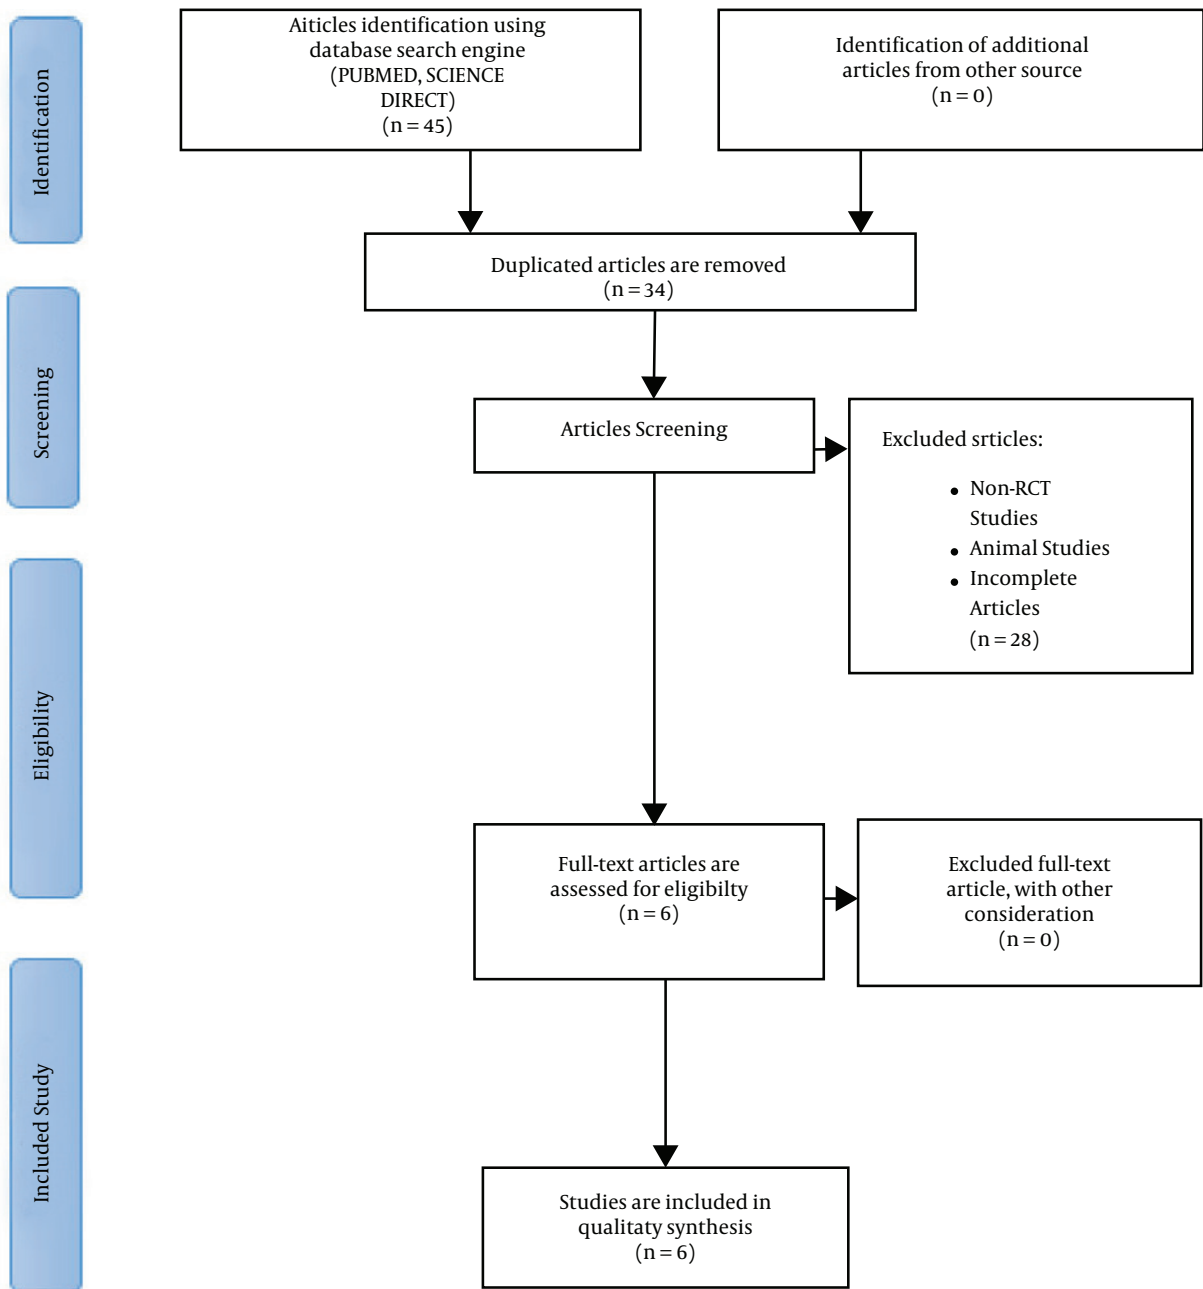 Identification
Aiticles identification using
database search engine
(PUBMED, SCIENCE
DIRECT)
(n = 45)
Identification of additional
articles from other source
(n = 0)
Duplicated articles are removed
(n = 34)
Screening
Articles Screening
Excluded srticles:
• Non-RCT
Studies
• Animal Studies
• Incomplete
Articles
(n = 28)
Eligibility
Full-text articles are
assessed for eligibilty
(n = 6)
Excluded full-text
article, with other
consideration
(n = 0)
Included Study
Studies are included in
qualitaty synthesis
(n = 6)